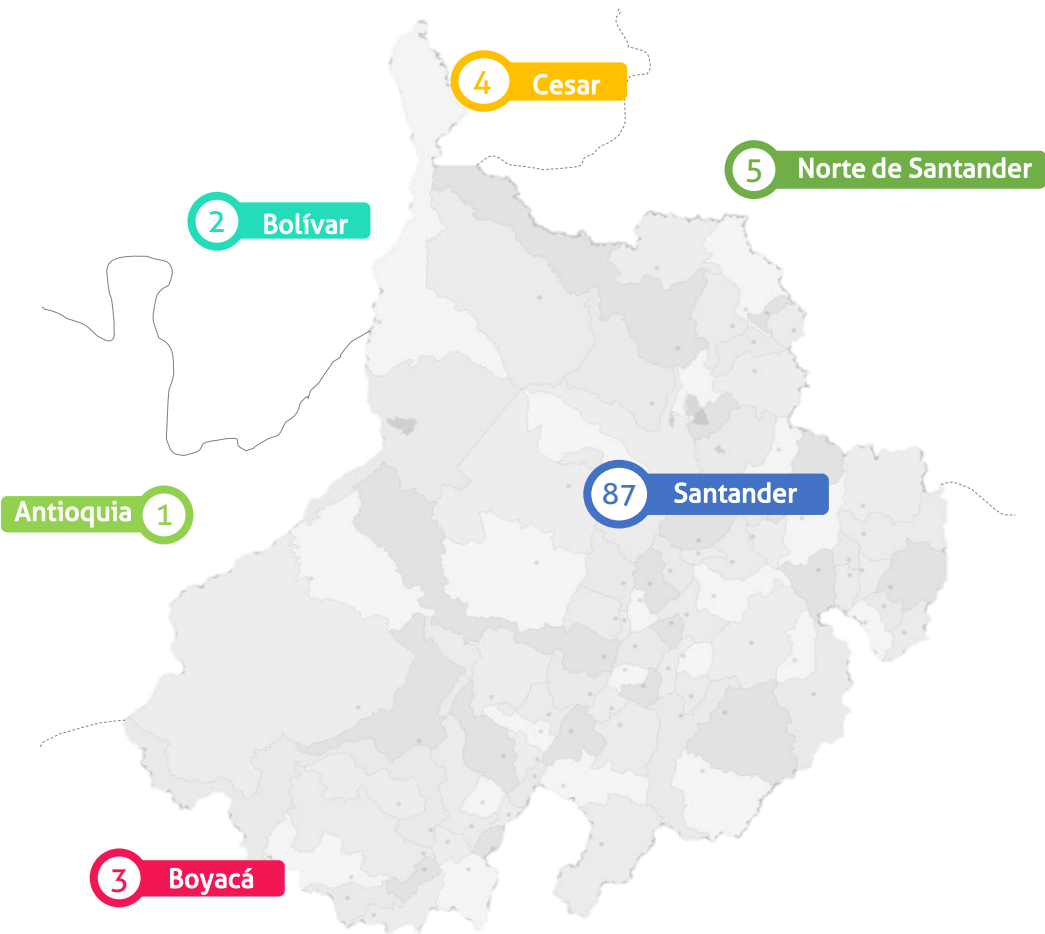 4 Cesar
5 Norte de Santander
2 Bolívar
87 Santander
Antioquia 1
3 Boyacá